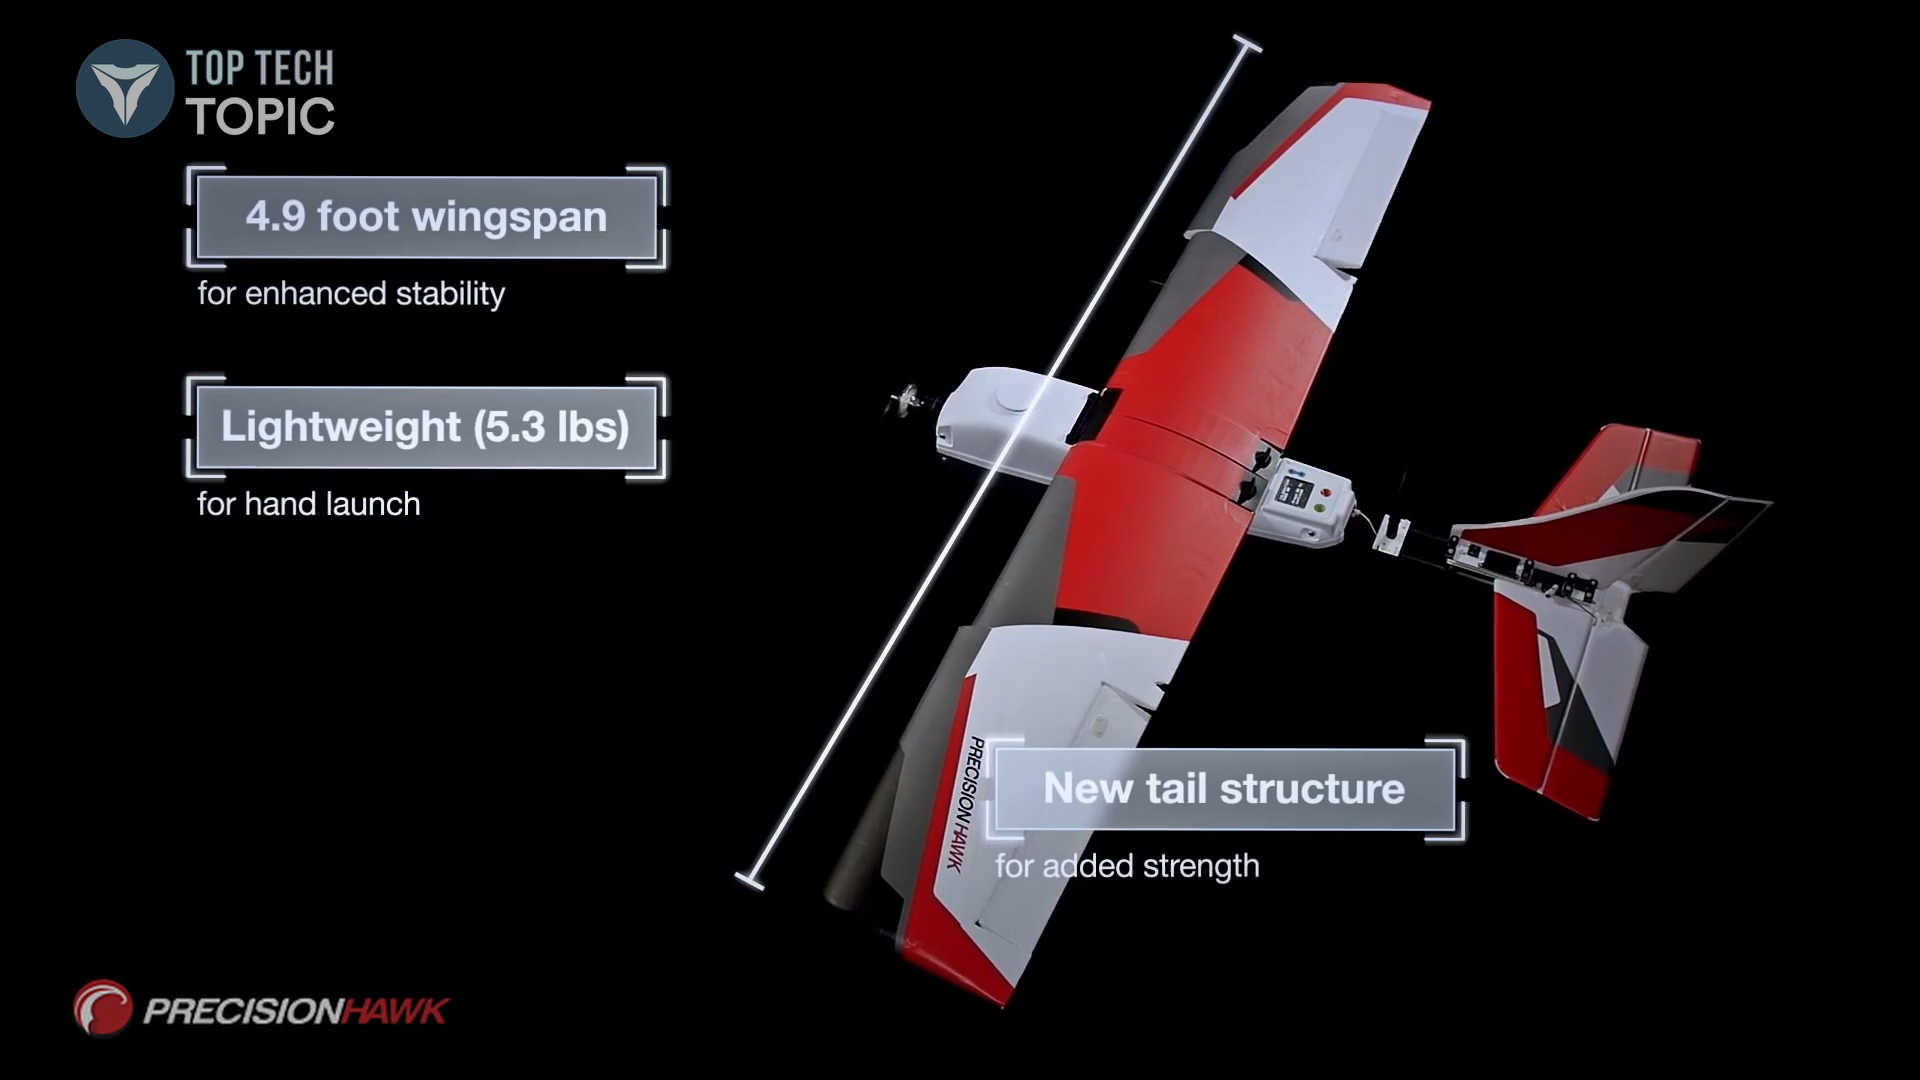 TOP TECH
TOPIC
4.9 foot wingspan
for enhanced stability
Lightweight (5.3 lbs)
for hand launch
PRECISIONHAWK
New tail structure
for added strength
PRECISIONHAWK